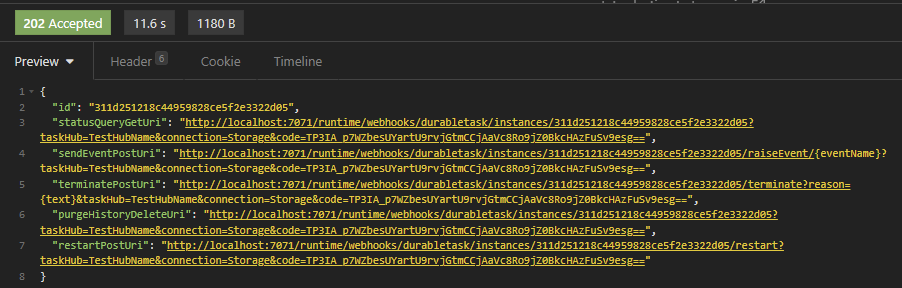 202 Accepted 11.6 s 1180 B
Preview Header 6 Cookie Timeline
1 {
2 "id": "311d251218c44959828ce5f2e3322d05",
3 "statusQueryGetUri": "http://localhost:7071/runtime/webhooks/durabletask/instances/311d251218c44959828ce5f2e3322d05?
taskHub=TestHubName&connection=Storage&code=TP3IA_p7WZbesUYartU9rvjGtmCCjAaVc8Ro9jZ0BkcHAzFuSv9esg==",
4 "sendEventPostUri": "http://localhost:7071/runtime/webhooks/durabletask/instances/311d251218c44959828ce5f2e3322d05/raiseEvent/{eventName}?
taskHub=TestHubName&connection=Storage&code=TP3IA_p7WZbesUYartU9rvjGtmCCjAaVc8Ro9jZ0BkcHAzFuSv9esg==",
5 "terminatePostUri": "http://localhost:7071/runtime/webhooks/durabletask/instances/311d251218c44959828ce5f2e3322d05/terminate?reason=
{text}&taskHub=TestHubName&connection=Storage&code=TP3IA_p7WZbesUYartU9rvjGtmCCjAaVc8Ro9jZ0BkcHAzFuSv9esg==",
6 "purgeHistoryDeleteUri": "http://localhost:7071/runtime/webhooks/durabletask/instances/311d251218c44959828ce5f2e3322d05?
taskHub=TestHubName&connection=Storage&code=TP3IA_p7WZbesUYartU9rvjGtmCCjAaVc8Ro9jZ0BkcHAzFuSv9esg==",
7 "restartPostUri": "http://localhost:7071/runtime/webhooks/durabletask/instances/311d251218c44959828ce5f2e3322d05/restart?
taskHub=TestHubName&connection=Storage&code=TP3IA_p7WZbesUYartU9rvjGtmCCjAaVc8Ro9jZ0BkcHAzFuSv9esg=="
8 }